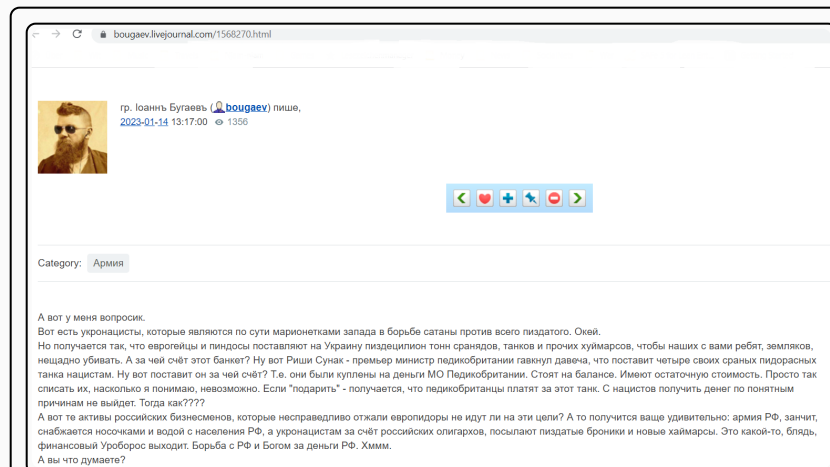 bougaev.livejournal.com/1568270.html
гр. Іоаннъ Бугаевъ (bougaev) пише,
2023-01-14 13:17:00 1356
Category: Армия
А вот у меня вопросик.
Вот есть укронацисты, которые являются по сути марионетками запада в борьбе сатаны против всего пиздатого. Окей.
Но получается так, что еврогейцы и пиндосы поставляют на Украину пиздецилион тонн сранядов, танков и прочих хуймарсов, чтобы наших с вами ребят, земляков,
нещадно убивать. А за чей счёт этот банкет? Ну вот Риши Сунак - премьер министр педикобритании гавкнул давеча, что поставит четыре своих сраных пидорасных
танка нацистам. Ну вот поставит он за чей счёт? Т.е. они были куплены на деньги МО Педикобритании. Стоят на балансе. Имеют остаточную стоимость. Просто так
списать их, насколько я понимаю, невозможно. Если "подарить" - получается, что педикобританцы платят за этот танк. С нацистов получить денег по понятным
причинам не выйдет. Тогда как????
А вот те активы российских бизнесменов, которые несправедливо отжали европидоры не идут ли на эти цели? А то получится ваще удивительно: армия РФ, занчит,
снабжается носочками и водой с населения РФ, а укронацистам за счёт российских олигархов, посылают пиздатые броники и новые хаймарсы. Это какой-то, блядь,
финансовый Уроборос выходит. Борьба с РФ и Богом за деньги РФ. Хммм.
А вы что думаете?